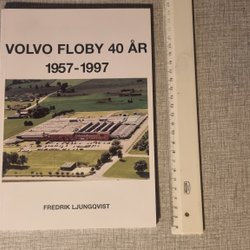 VOLVO FLOBY 40 ÅR
1957-1997
FREDRIK LJUNGQVIST